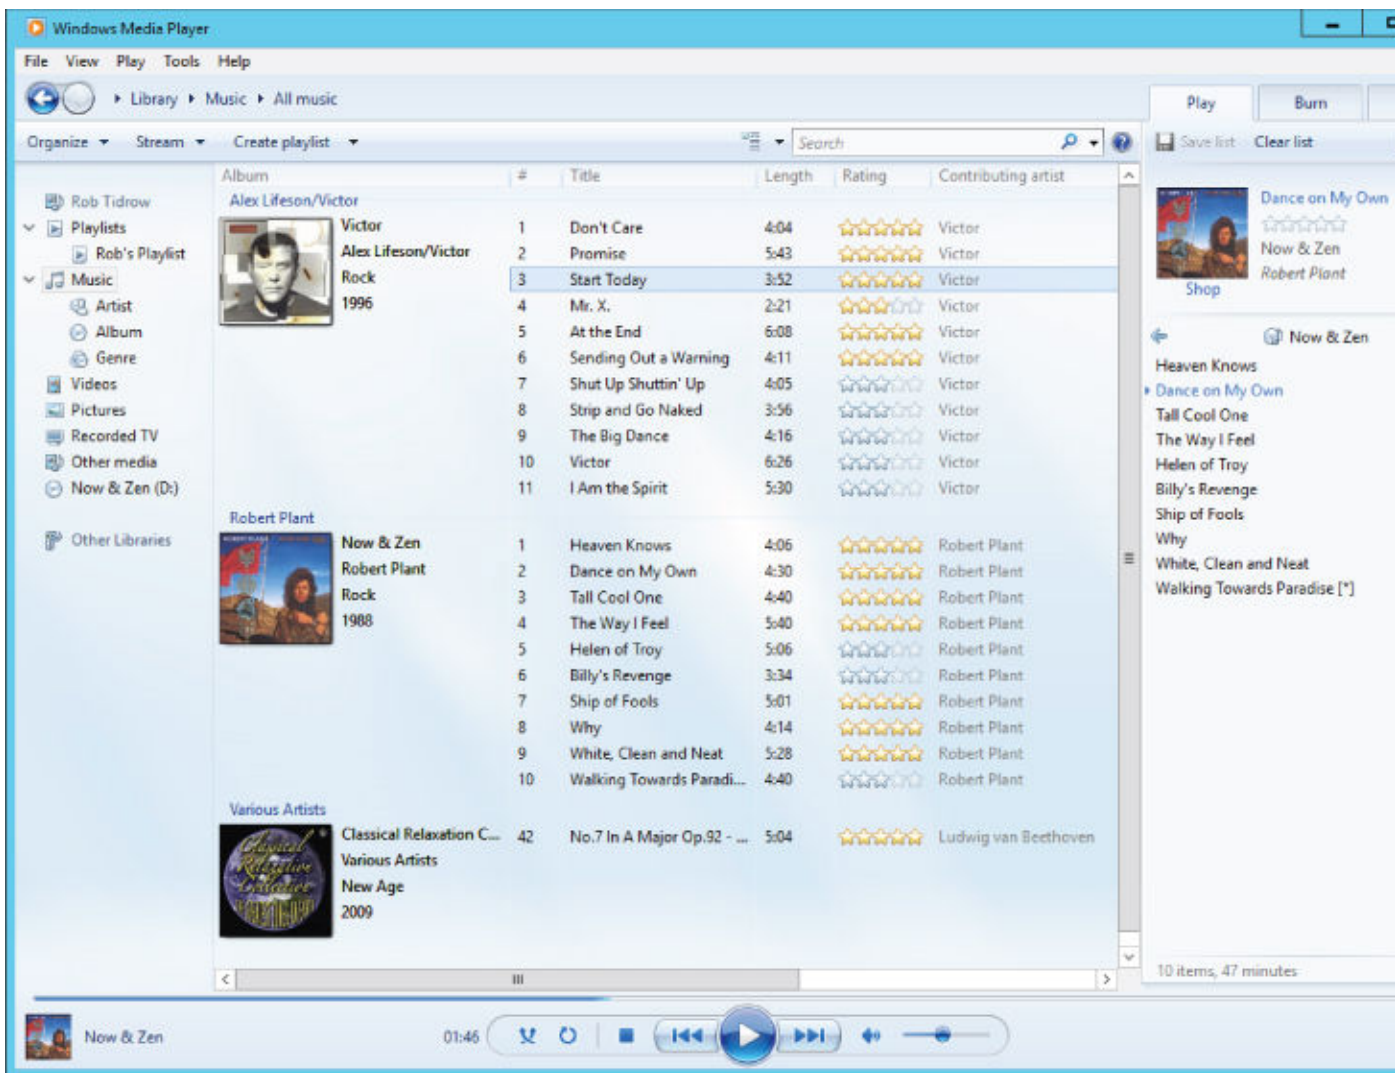 Windows Media Player
File View Play Tools Help
Library Music All music
Play Burn
Organize Stream Create playlist Search
Save list Clear list
Rob Tidrow
Playlists
Rob's Playlist
Music
Artist
Album
Genre
Videos
Pictures
Recorded TV
Other media
Now & Zen (D:)
Other Libraries
Album # Title Length Rating Contributing artist
Alex Lifeson/Victor
Victor 1 Don't Care 4:04 Victor
Alex Lifeson/Victor 2 Promise 5:43 Victor
Rock 3 Start Today 3:52 Victor
1996 4 Mr. X. 2:21 Victor
5 At the End 6:08 Victor
6 Sending Out a Warning 4:11 Victor
7 Shut Up Shuttin' Up 4:05 Victor
8 Strip and Go Naked 3:56 Victor
9 The Big Dance 4:16 Victor
10 Victor 6:26 Victor
11 I Am the Spirit 5:30 Victor
Robert Plant
Now & Zen 1 Heaven Knows 4:06 Robert Plant
Robert Plant 2 Dance on My Own 4:30 Robert Plant
Rock 3 Tall Cool One 4:40 Robert Plant
1988 4 The Way I Feel 5:40 Robert Plant
5 Helen of Troy 5:06 Robert Plant
6 Billy's Revenge 3:34 Robert Plant
7 Ship of Fools 5:01 Robert Plant
8 Why 4:14 Robert Plant
9 White, Clean and Neat 5:28 Robert Plant
10 Walking Towards Paradi... 4:40 Robert Plant
Various Artists
Classical Relaxation C... 42 No.7 In A Major Op.92 - ... 5:04 Ludwig van Beethoven
Various Artists
New Age
2009
Classical
Relaxation
Collection
Dance on My Own
Now & Zen
Robert Plant
Shop
Now & Zen
Heaven Knows
Dance on My Own
Tall Cool One
The Way I Feel
Helen of Troy
Billy's Revenge
Ship of Fools
Why
White, Clean and Neat
Walking Towards Paradise [*]
10 items, 47 minutes
Now & Zen 01:46